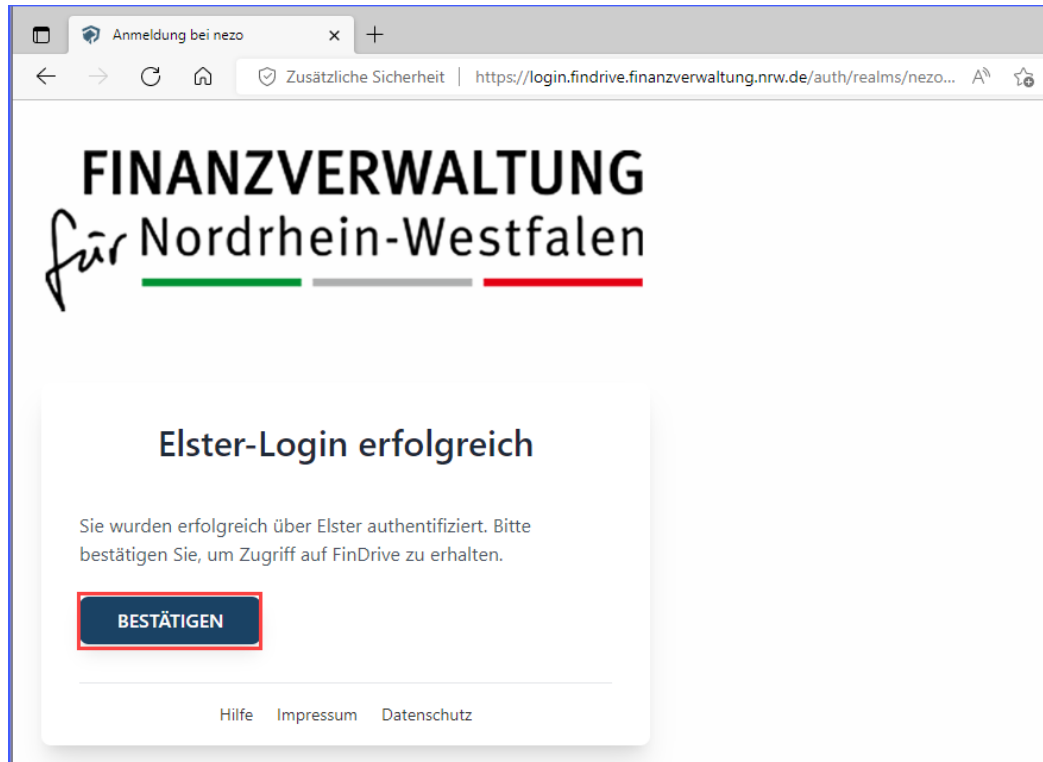 Anmeldung bei nezo
Zusätzliche Sicherheit | https://login.findrive.finanzverwaltung.nrw.de/auth/realms/nezo...
FINANZVERWALTUNG
für Nordrhein-Westfalen
Elster-Login erfolgreich
Sie wurden erfolgreich über Elster authentifiziert. Bitte
bestätigen Sie, um Zugriff auf FinDrive zu erhalten.
BESTÄTIGEN
Hilfe Impressum Datenschutz